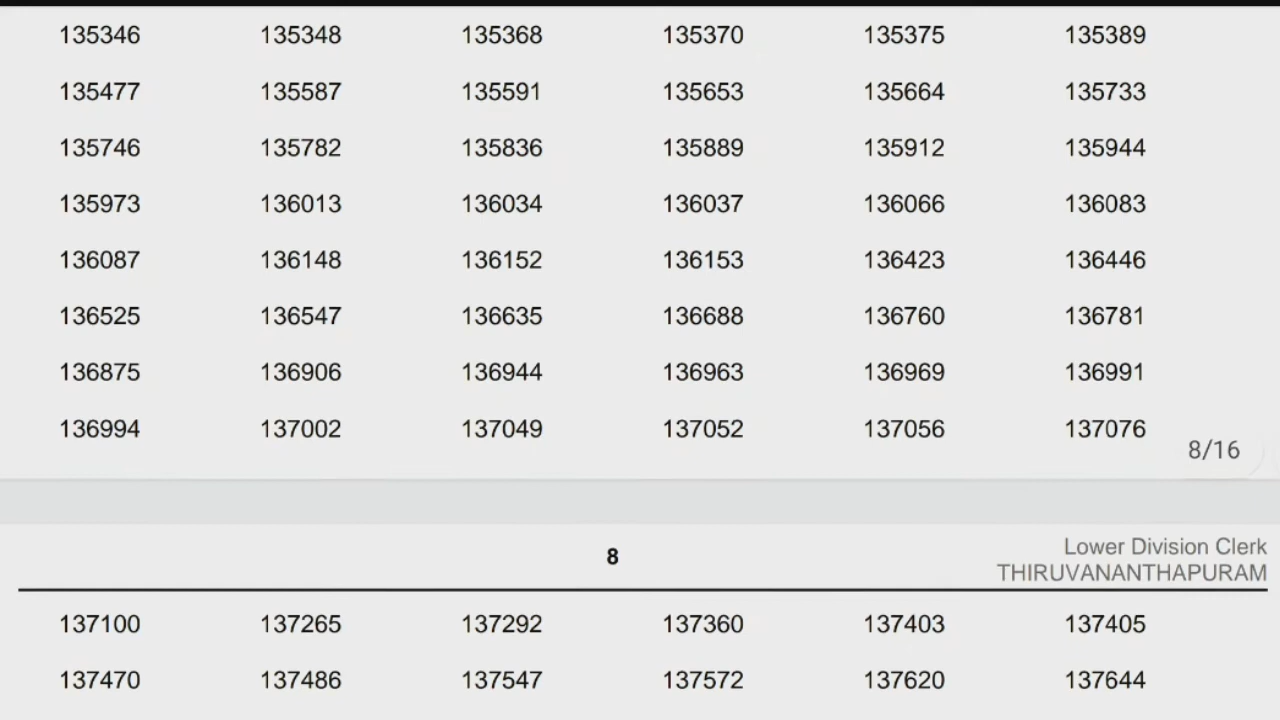 135346 135348 135368 135370 135375 135389
135477 135587 135591 135653 135664 135733
135746 135782 135836 135889 135912 135944
135973 136013 136034 136037 136066 136083
136087 136148 136152 136153 136423 136446
136525 136547 136635 136688 136760 136781
136875 136906 136944 136963 136969 136991
136994 137002 137049 137052 137056 137076
8/16
8
Lower Division Clerk
THIRUVANANTHAPURAM
137100 137265 137292 137360 137403 137405
137470 137486 137547 137572 137620 137644